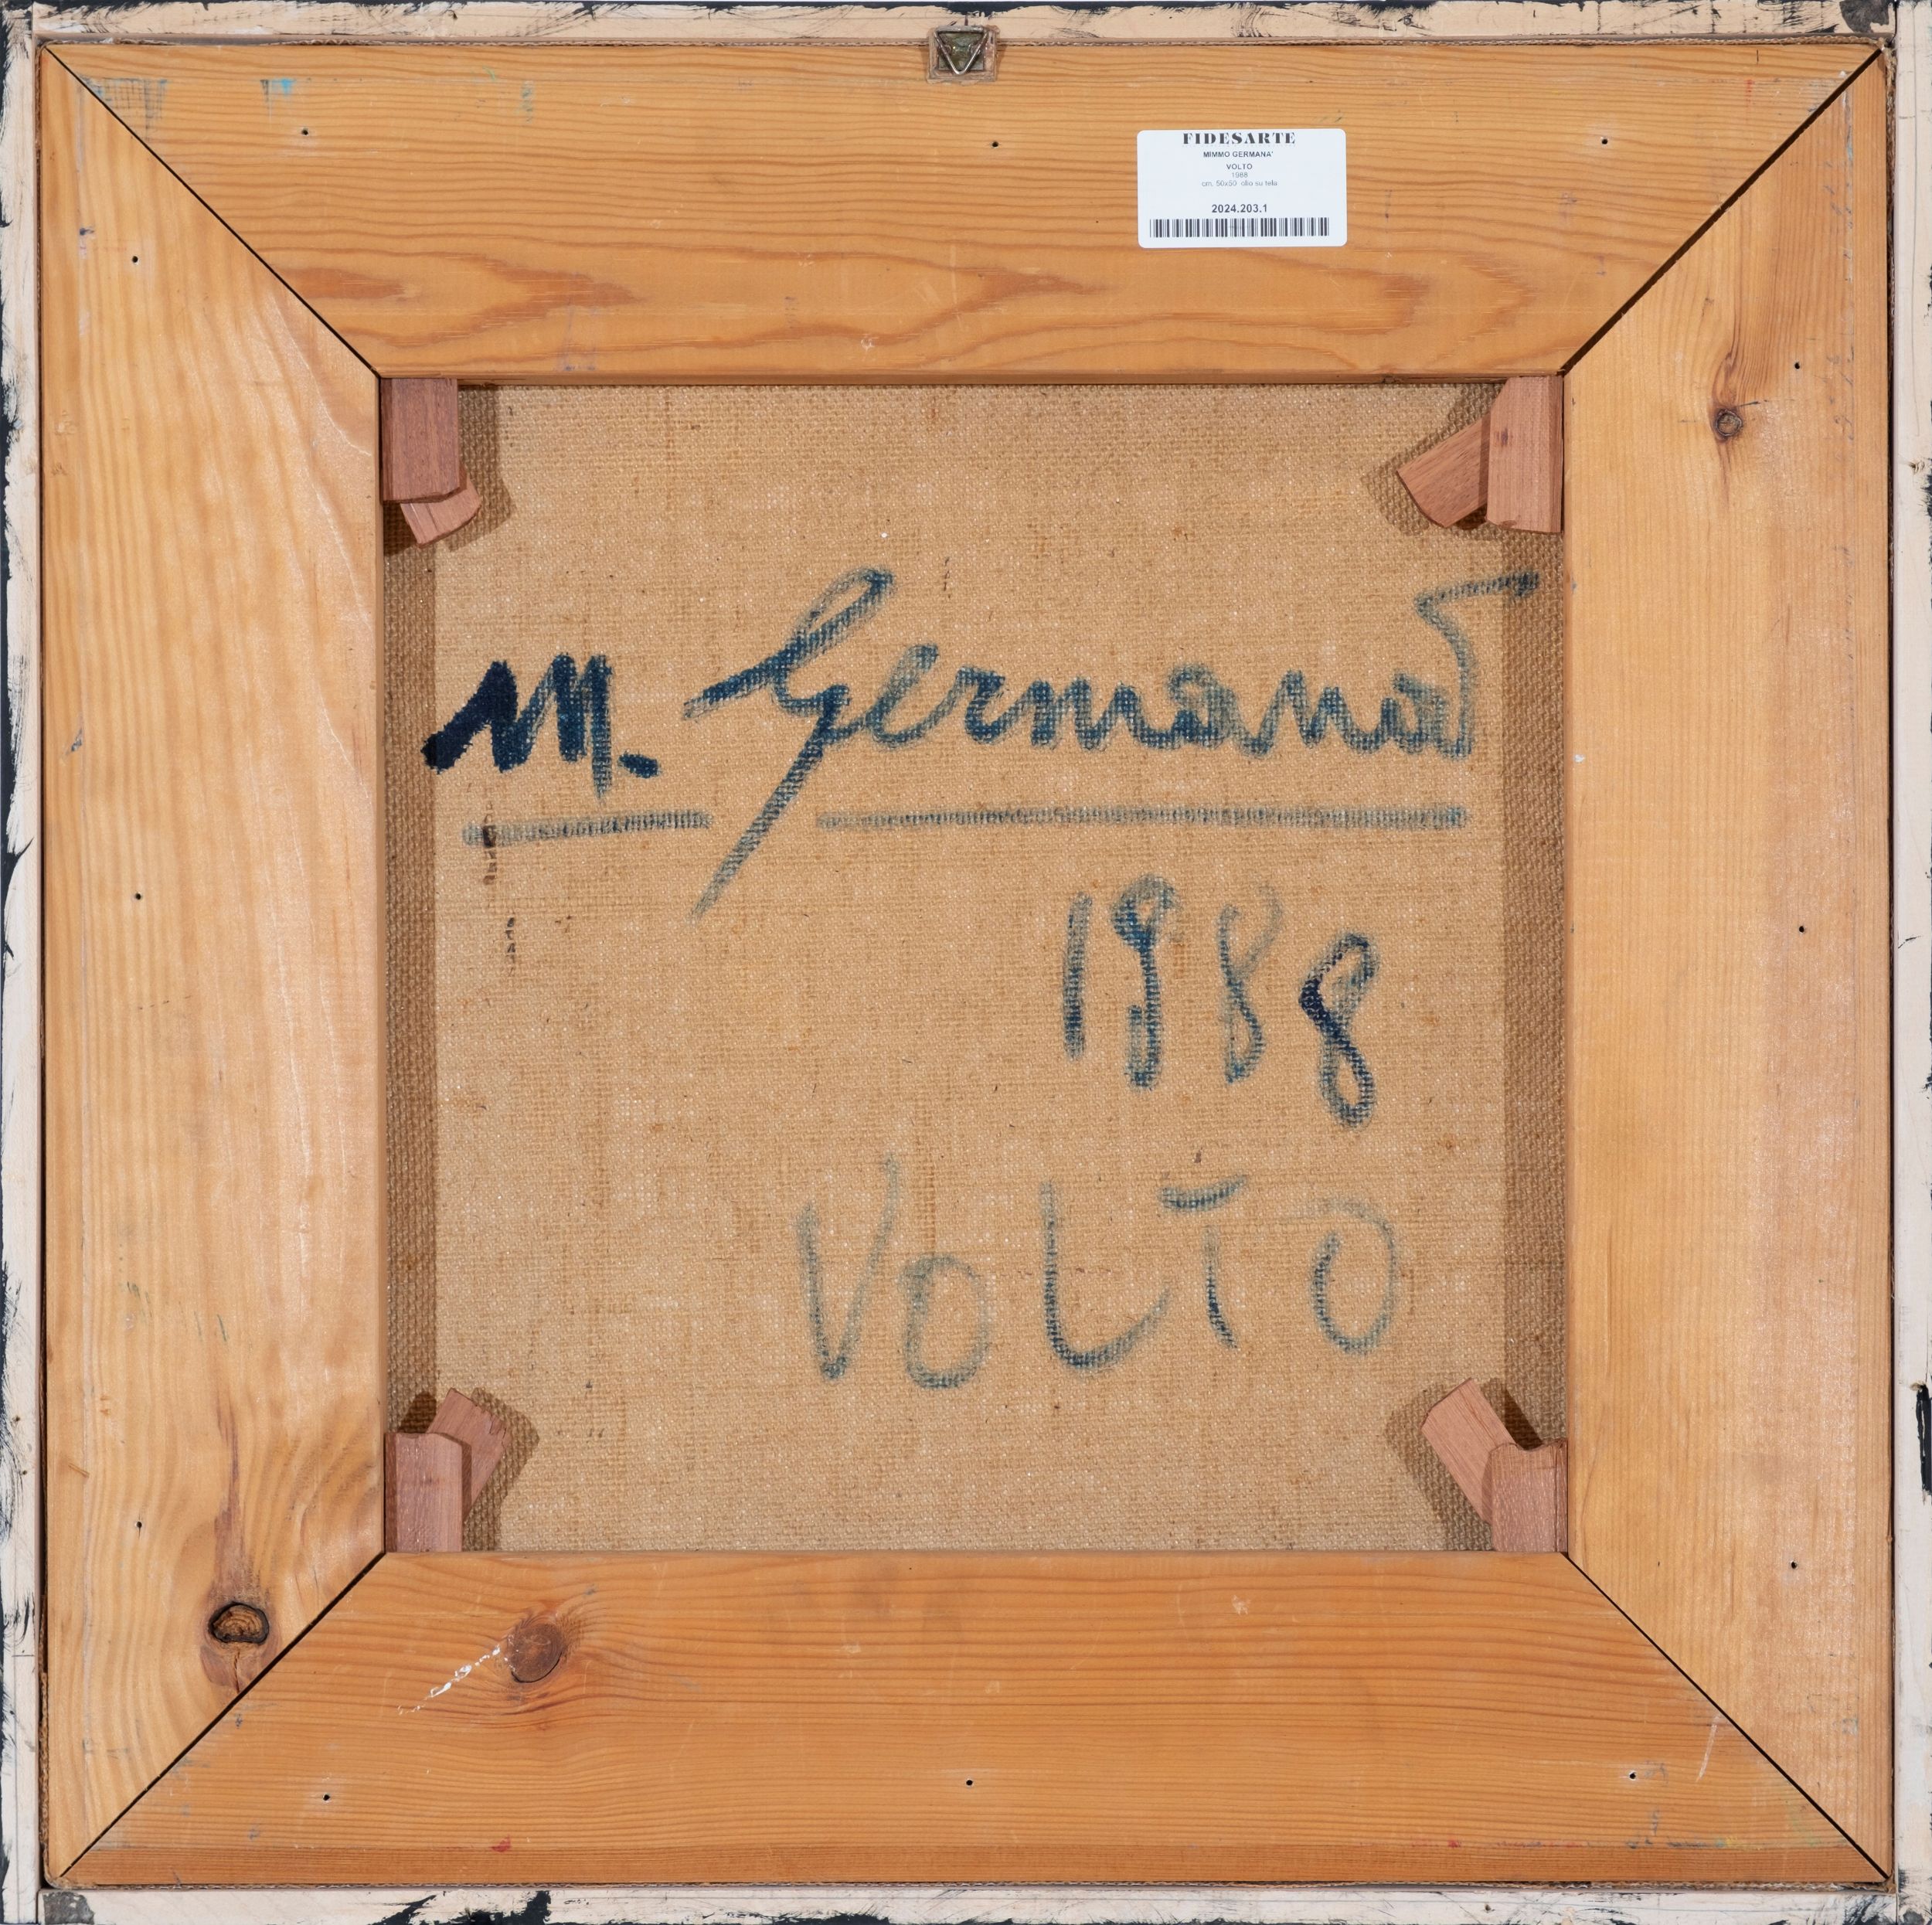 FIDESARTE
MIMMO GERMANA'
VOLTO
1988
cm. 50x50 olio su tela
2024.203.1
M. Germanà
1988
VOLTO